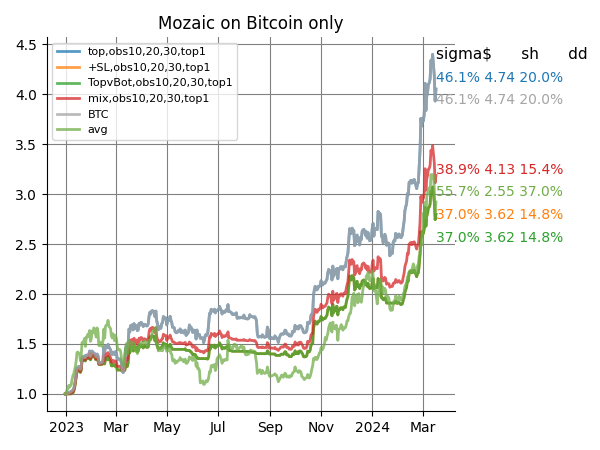 Mozaic on Bitcoin only
top,obs10,20,30,top1
+SL,obs10,20,30,top1
TopvBot,obs10,20,30,top1
mix,obs10,20,30,top1
BTC
avg
sigma$ sh dd
46.1% 4.74 20.0%
46.1% 4.74 20.0%
38.9% 4.13 15.4%
55.7% 2.55 37.0%
37.0% 3.62 14.8%
37.0% 3.62 14.8%
4.5
4.0
3.5
3.0
2.5
2.0
1.5
1.0
2023 Mar May Jul Sep Nov 2024 Mar